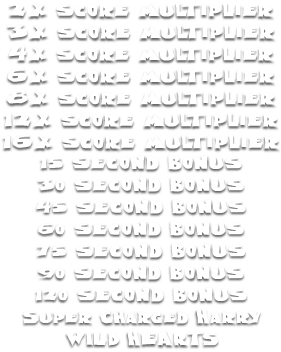 2X Score Multiplier
3X Score Multiplier
4X Score Multiplier
6X Score Multiplier
8X Score Multiplier
12X Score Multiplier
16X Score Multiplier
15 Second Bonus
30 Second Bonus
45 Second Bonus
60 Second Bonus
75 Second Bonus
90 Second Bonus
120 Second Bonus
Super Charged Harry
Wild Hearts